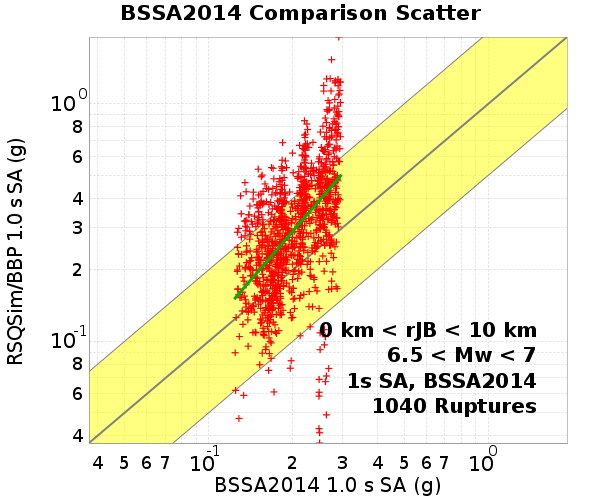 BSSA2014 Comparison Scatter
RSQSim/BBP 1.0 s SA (g)
10^0
8
6
4
3
2
10^-1
8
6
4
0 km < rJB < 10 km
6.5 < Mw < 7
1s SA, BSSA2014
1040 Ruptures
4 5 6 7 10^-1 2 3 4 5 6 7 10^0
BSSA2014 1.0 s SA (g)